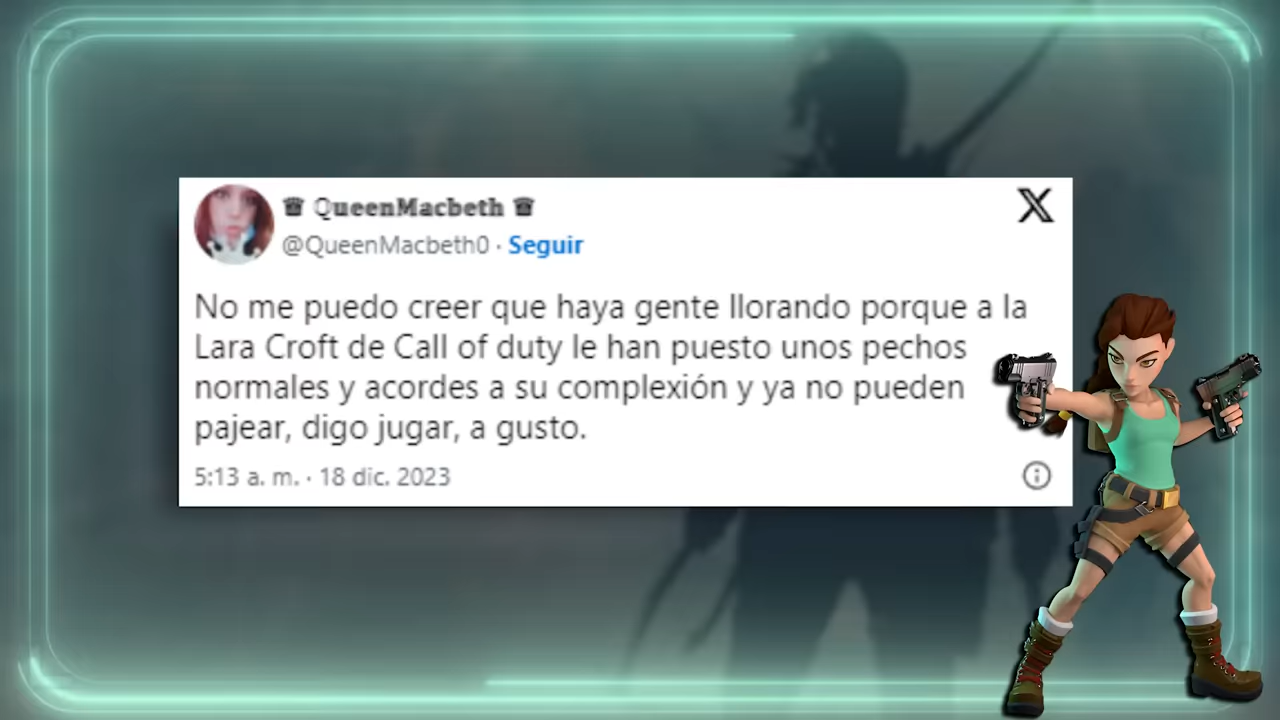 ♛ QueenMacbeth ♛
@QueenMacbeth0 · Seguir
No me puedo creer que haya gente llorando porque a la
Lara Croft de Call of duty le han puesto unos pechos
normales y acordes a su complexión y ya no pueden
pajear, digo jugar, a gusto.
5:13 a. m. · 18 dic. 2023